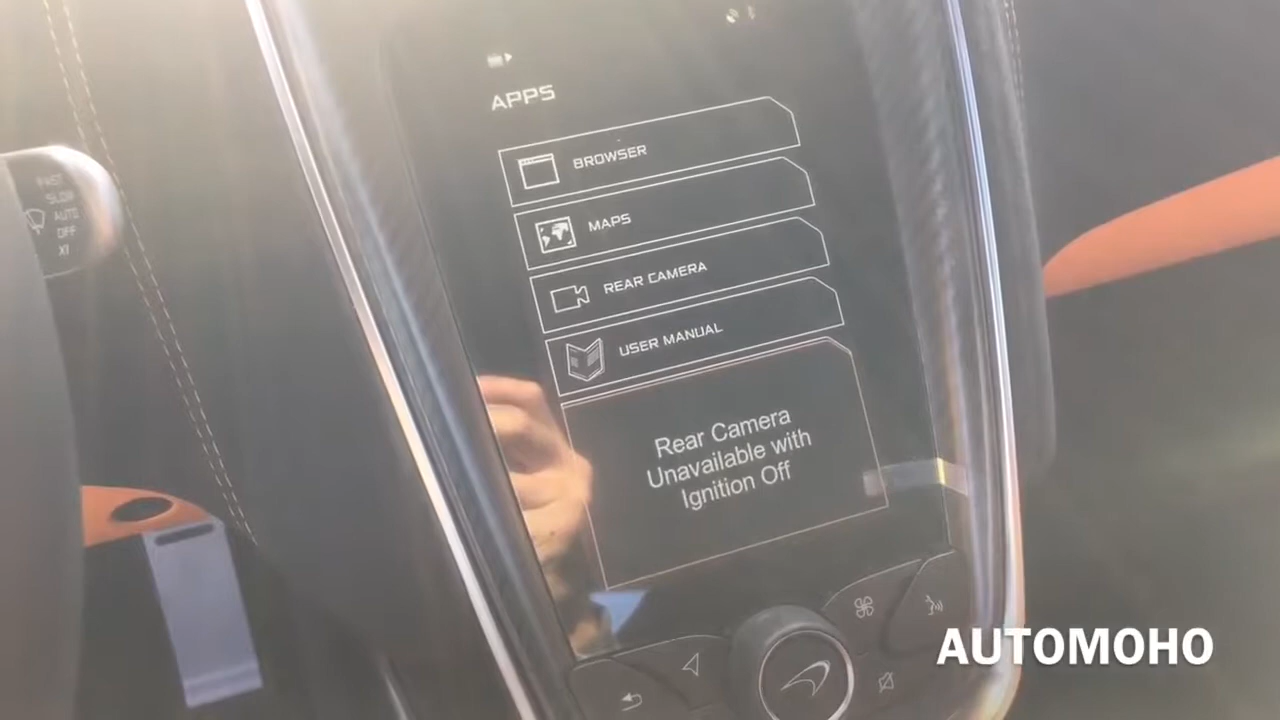 APPS
BROWSER
MAPS
REAR CAMERA
USER MANUAL
Rear Camera
Unavailable with
Ignition Off
FAST
SLOW
AUTO
OFF
AUTOMOHO